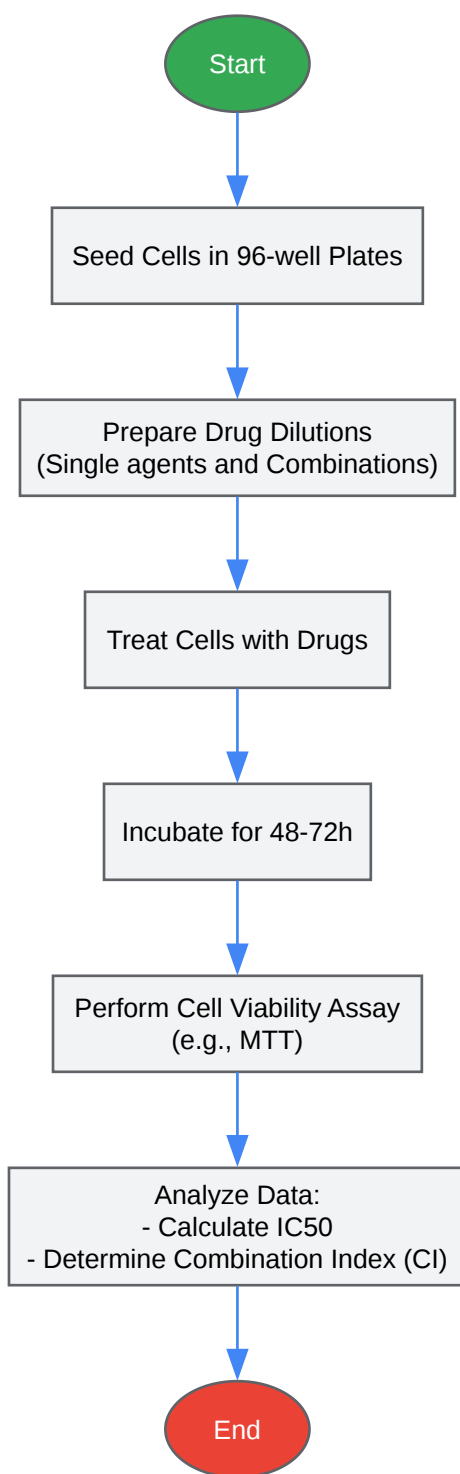 Start
Seed Cells in 96-well Plates
Prepare Drug Dilutions
(Single agents and Combinations)
Treat Cells with Drugs
Incubate for 48-72h
Perform Cell Viability Assay
(e.g., MTT)
Analyze Data:
- Calculate IC50
- Determine Combination Index (CI)
End